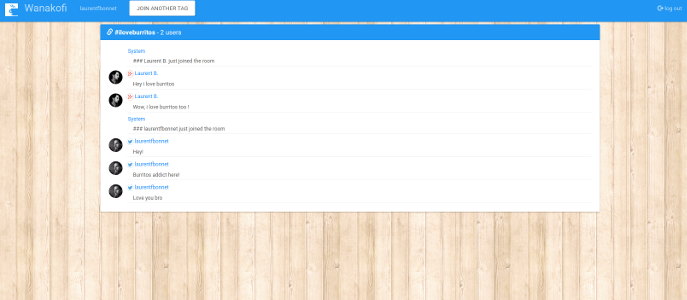 Wanakofi laurentfbonnet JOIN ANOTHER TAG log out
#iloveburritos - 2 users
System
### Laurent B. just joined the room
Laurent B.
Hey i love burritos
Laurent B.
Wow, i love burritos too !
System
### laurentfbonnet just joined the room
laurentfbonnet
Hey!
laurentfbonnet
Burritos addict here!
laurentfbonnet
Love you bro